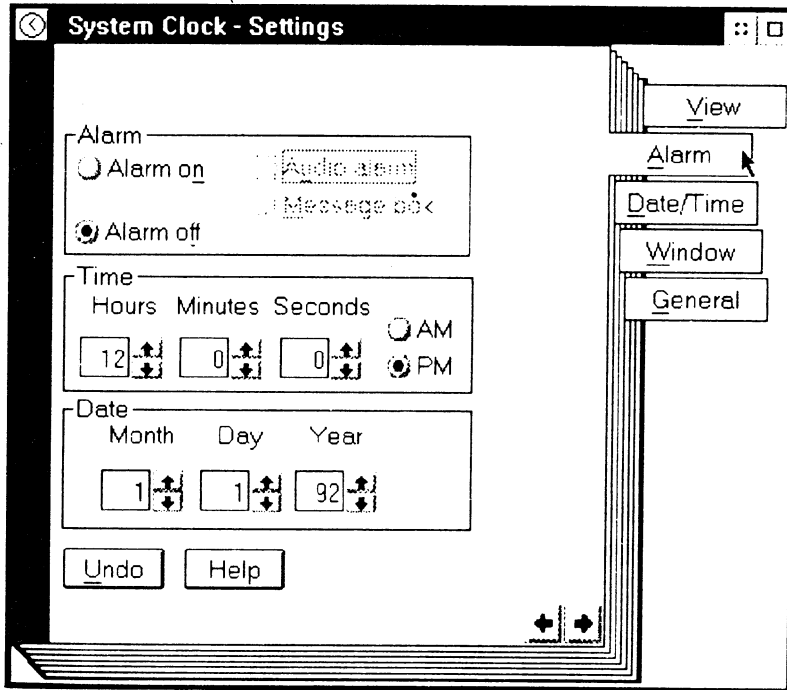 System Clock - Settings
View
Alarm
Date/Time
Window
General
Alarm
Alarm on
Audio alarm
Message box
Alarm off
Time
Hours Minutes Seconds
12 0 0
AM
PM
Date
Month Day Year
1 1 92
Undo Help